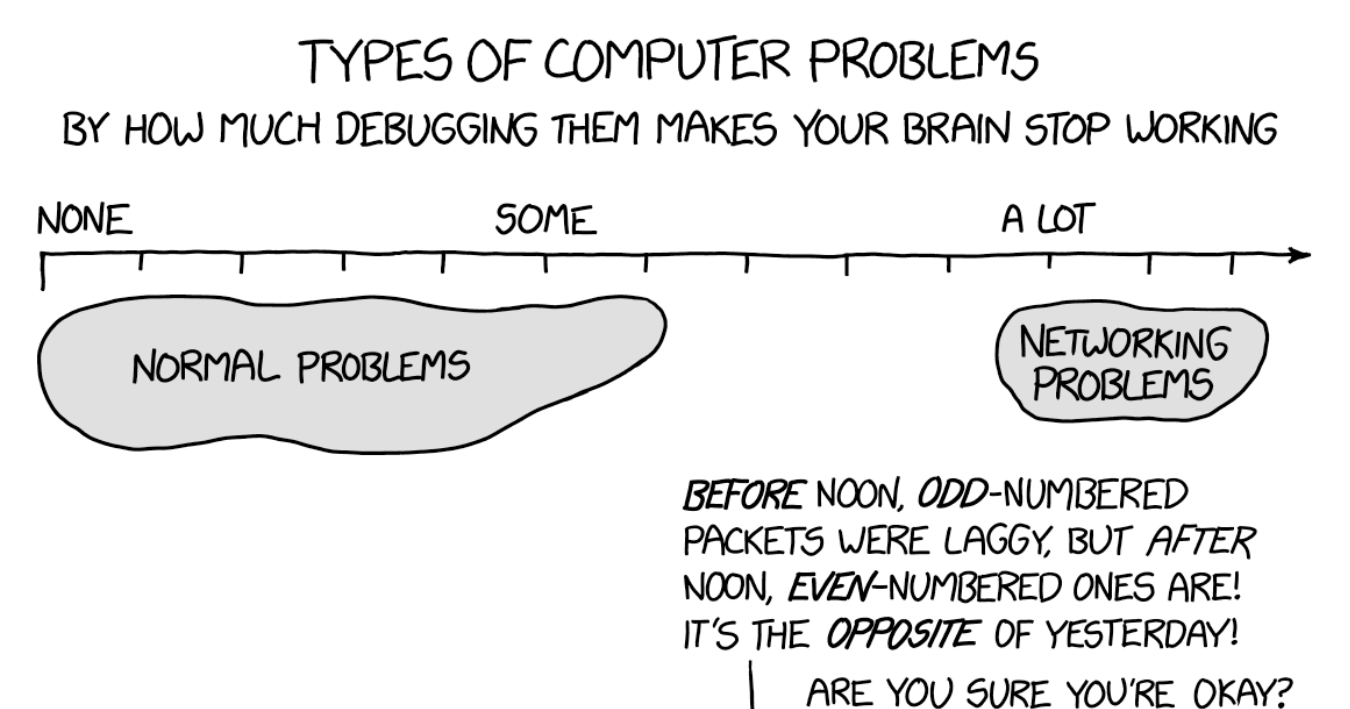 TYPES OF COMPUTER PROBLEMS
BY HOW MUCH DEBUGGING THEM MAKES YOUR BRAIN STOP WORKING
NONE SOME A LOT
NORMAL PROBLEMS
NETWORKING
PROBLEMS
BEFORE NOON, ODD-NUMBERED
PACKETS WERE LAGGY, BUT AFTER
NOON, EVEN-NUMBERED ONES ARE!
IT'S THE OPPOSITE OF YESTERDAY!
ARE YOU SURE YOU'RE OKAY?